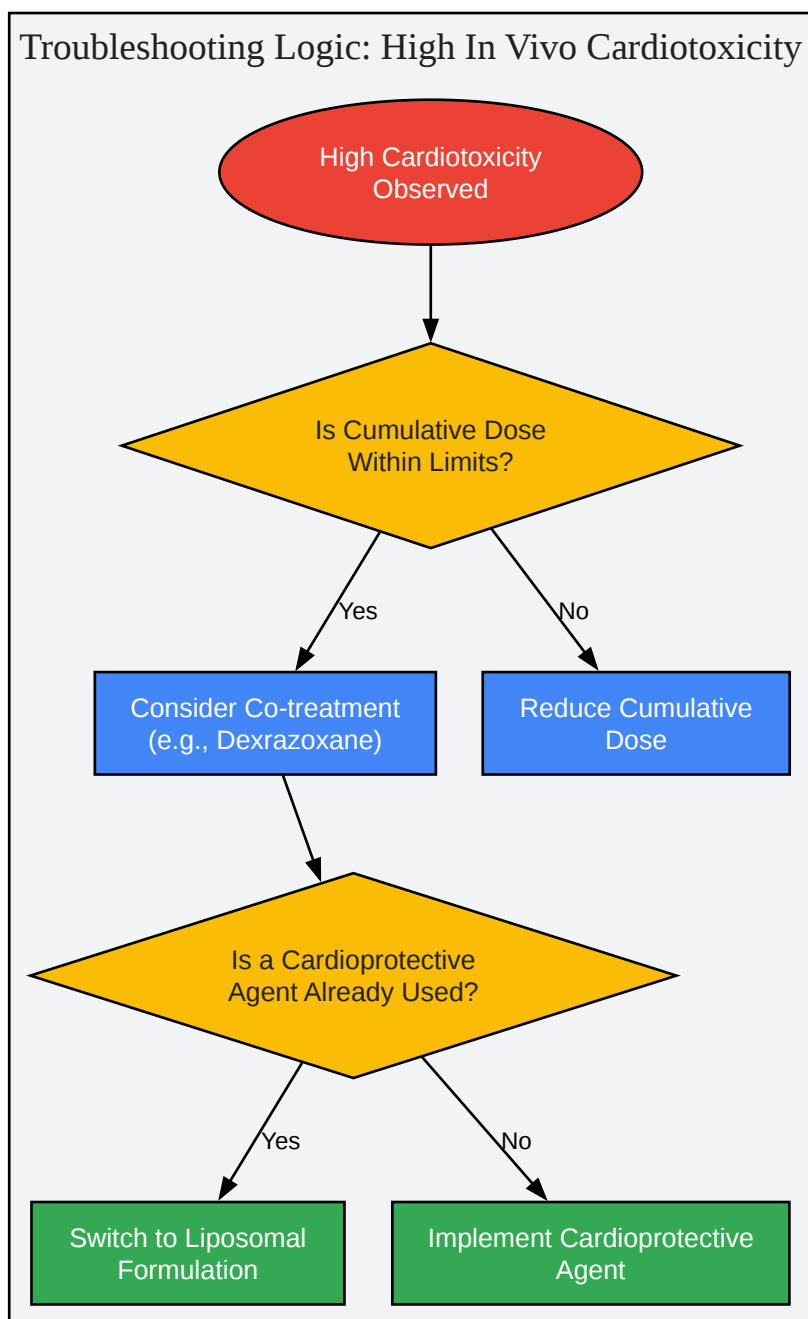 Troubleshooting Logic: High In Vivo Cardiotoxicity
High Cardiotoxicity
Observed
Is Cumulative Dose
Within Limits?
Yes
No
Consider Co-treatment
(e.g., Dexrazoxane)
Reduce Cumulative
Dose
Is a Cardioprotective
Agent Already Used?
Yes
No
Switch to Liposomal
Formulation
Implement Cardioprotective
Agent